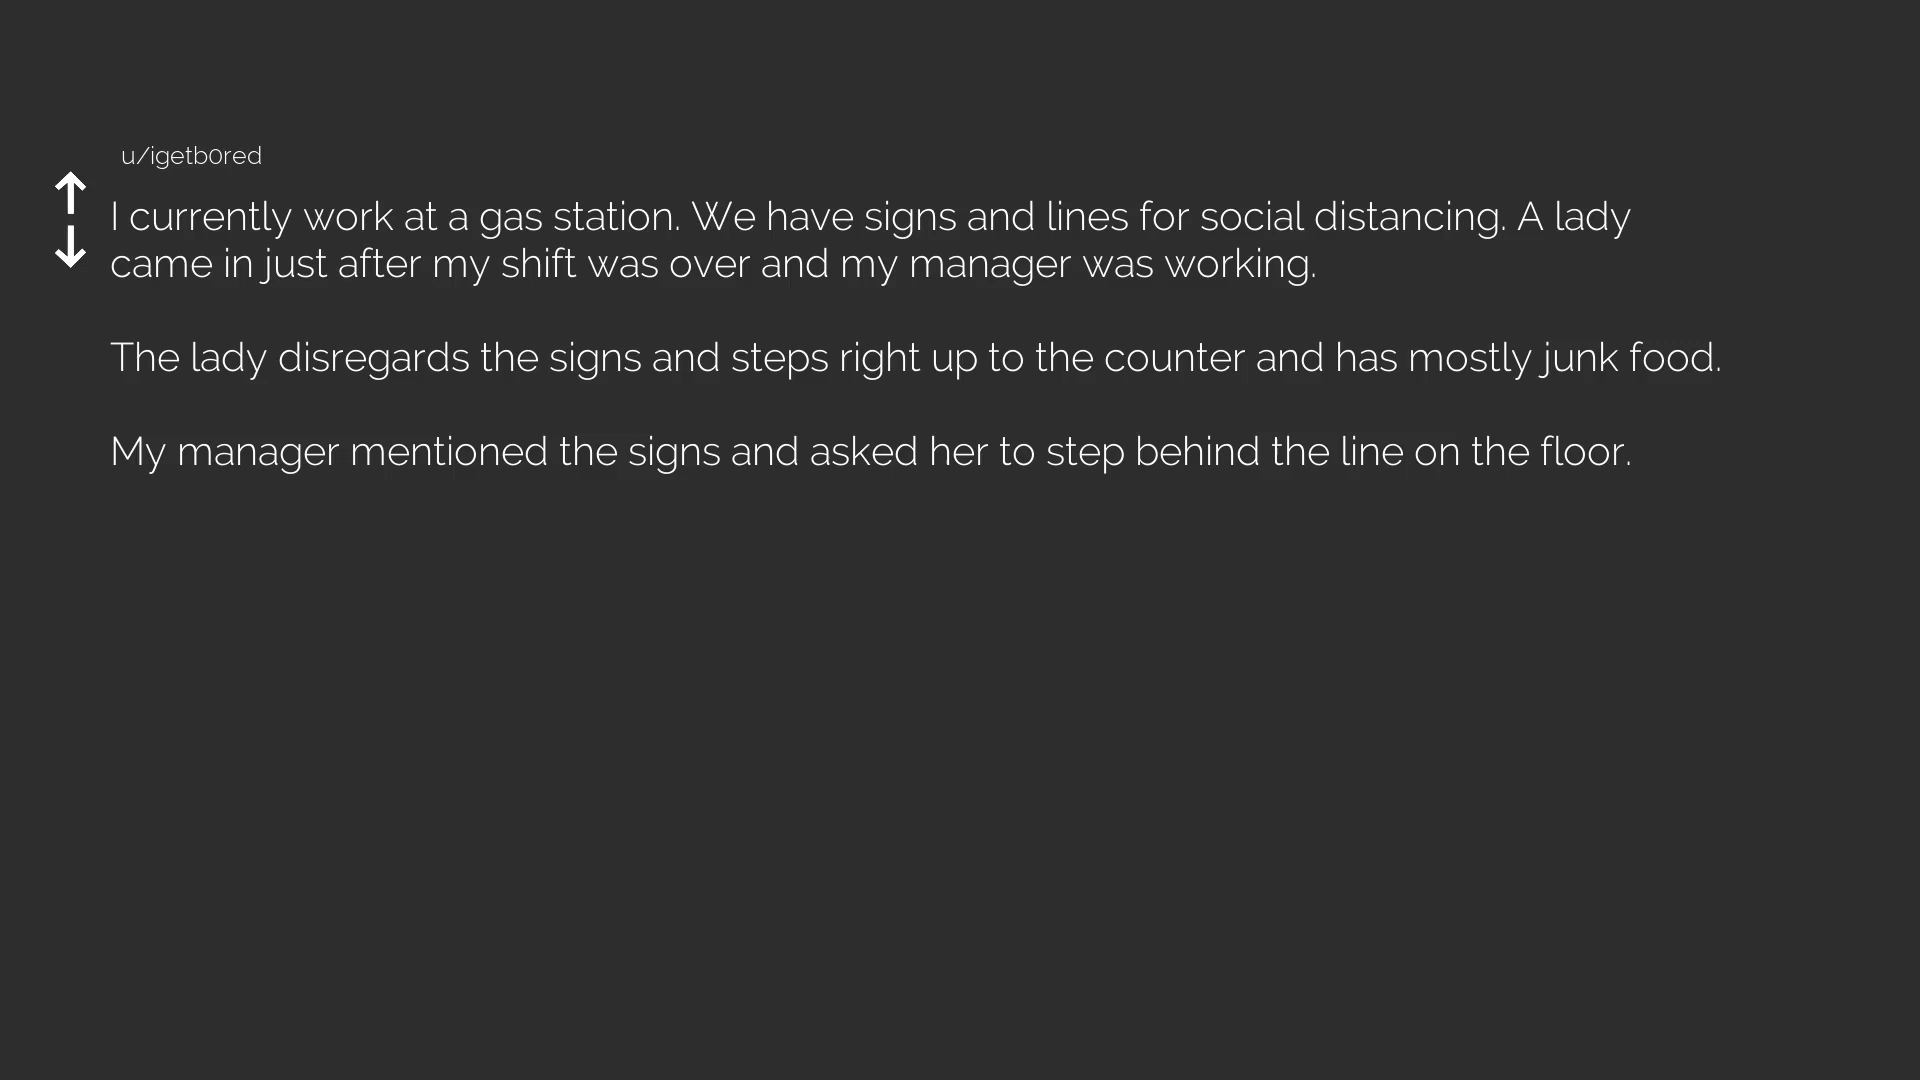 u/igetb0red
I currently work at a gas station. We have signs and lines for social distancing. A lady
came in just after my shift was over and my manager was working.
The lady disregards the signs and steps right up to the counter and has mostly junk food.
My manager mentioned the signs and asked her to step behind the line on the floor.